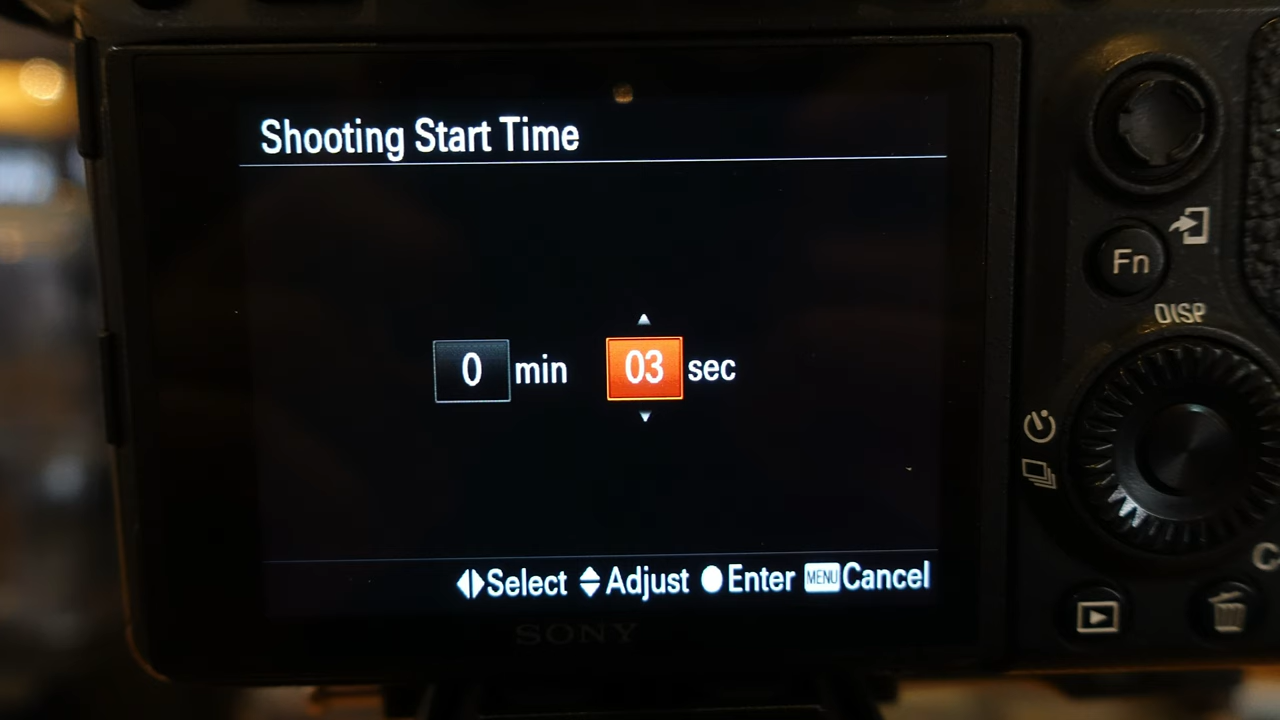 Shooting Start Time
Fn
DISP
0 min 03 sec
Select Adjust Enter MENU Cancel
C
SONY